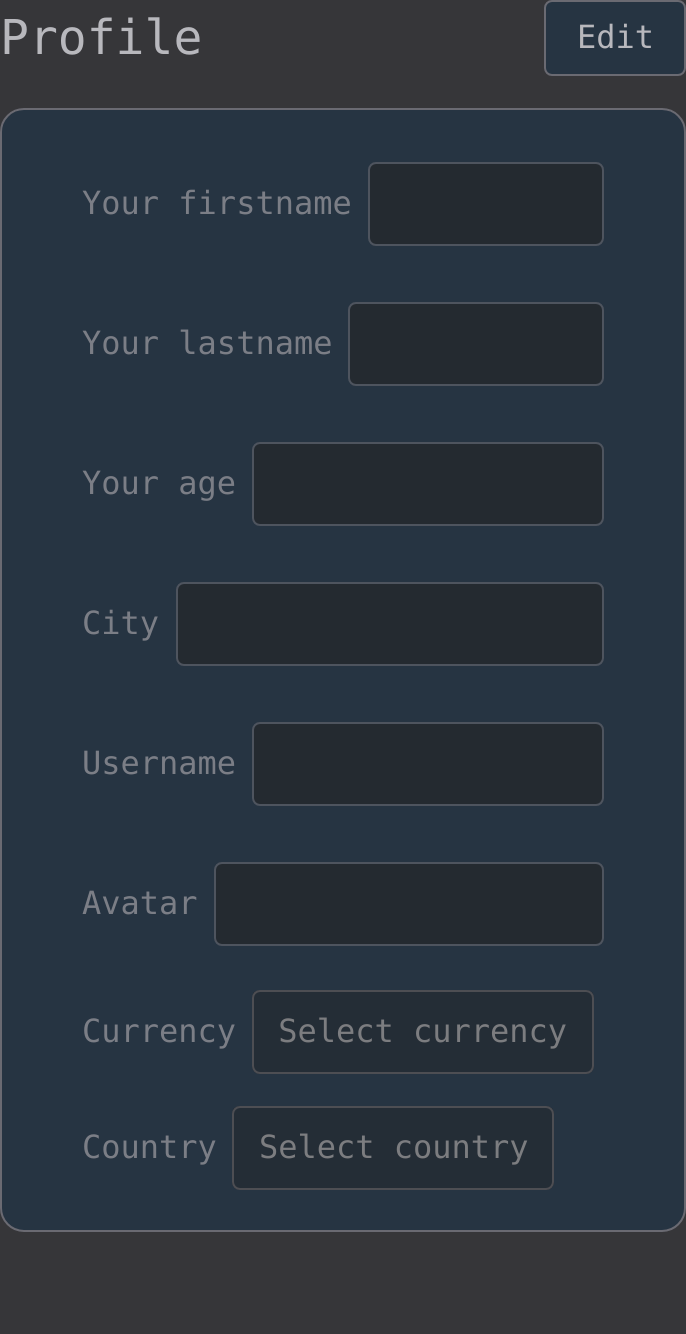 Profile
Edit
Your firstname
Your lastname
Your age
City
Username
Avatar
Currency Select currency
Country Select country